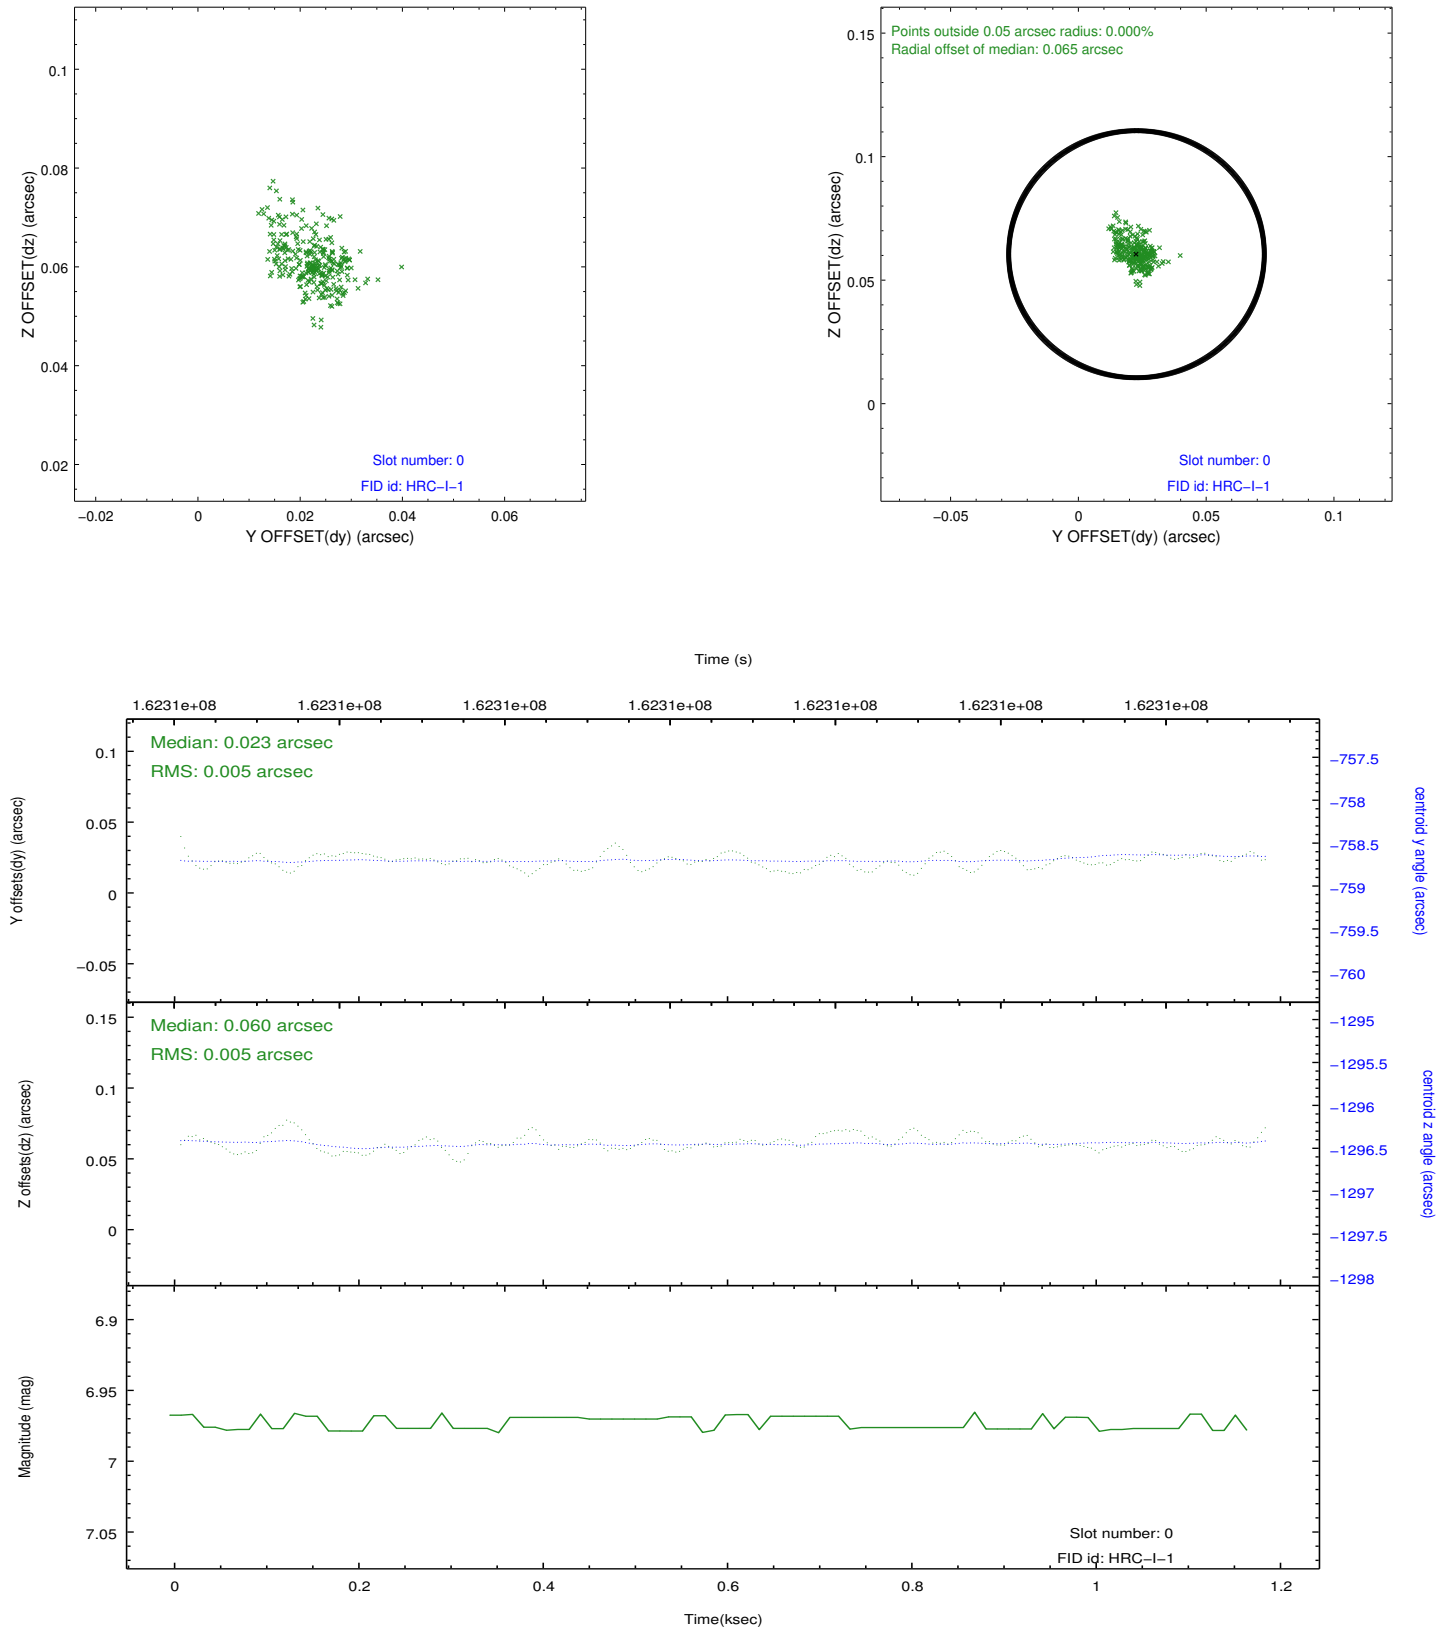 0.1
0.08
0.06
0.04
0.02
Z OFFSET(dz) (arcsec)
Slot number: 0
FID id: HRC−I−1
−0.02 0 0.02 0.04 0.06
Y OFFSET(dy) (arcsec)
Points outside 0.05 arcsec radius: 0.000%
Radial offset of median: 0.065 arcsec
0.15
0.1
0.05
0
Z OFFSET(dz) (arcsec)
Slot number: 0
FID id: HRC−I−1
−0.05 0 0.05 0.1
Y OFFSET(dy) (arcsec)
Time (s)
1.6231e+08 1.6231e+08 1.6231e+08 1.6231e+08 1.6231e+08 1.6231e+08 1.6231e+08
Median: 0.023 arcsec
RMS: 0.005 arcsec
0.1
0.05
0
−0.05
Y offsets(dy) (arcsec)
−757.5
−758
−758.5
−759
−759.5
−760
centroid y angle (arcsec)
Median: 0.060 arcsec
RMS: 0.005 arcsec
0.15
0.1
0.05
0
Z offsets(dz) (arcsec)
−1295
−1295.5
−1296
−1296.5
−1297
−1297.5
−1298
centroid z angle (arcsec)
6.9
6.95
7
7.05
Magnitude (mag)
Slot number: 0
FID id: HRC−I−1
0 0.2 0.4 0.6 0.8 1 1.2
Time(ksec)